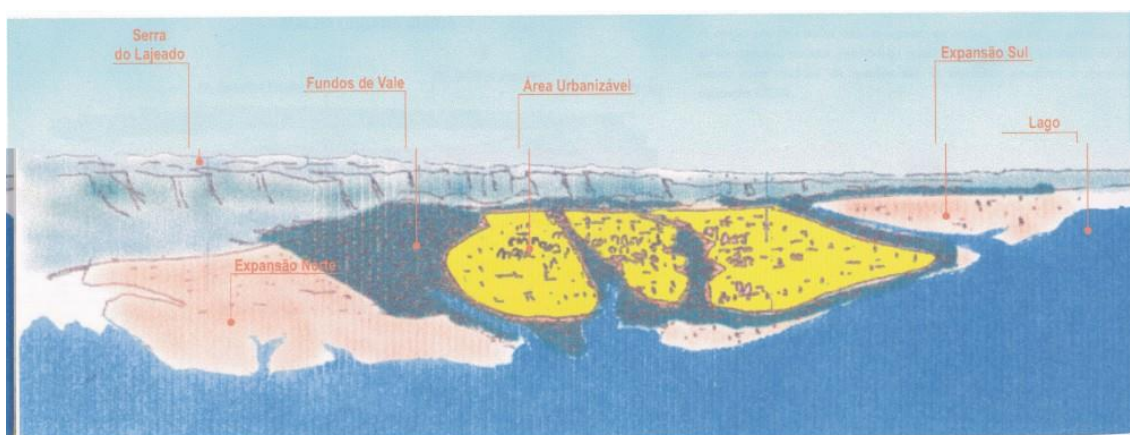 Serra
do Lajeado
Fundos de Vale
Área Urbanizável
Expansão Sul
Lago
Expansão Norte